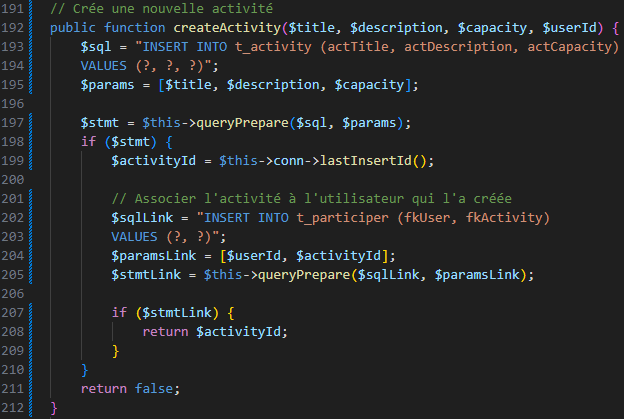 191 // Crée une nouvelle activité
192 public function createActivity($title, $description, $capacity, $userId) {
193 $sql = "INSERT INTO t_activity (actTitle, actDescription, actCapacity)
194 VALUES (?, ?, ?)";
195 $params = [$title, $description, $capacity];
196
197 $stmt = $this->queryPrepare($sql, $params);
198 if ($stmt) {
199 $activityId = $this->conn->lastInsertId();
200
201 // Associer l'activité à l'utilisateur qui l'a créée
202 $sqlLink = "INSERT INTO t_participer (fkUser, fkActivity)
203 VALUES (?, ?)";
204 $paramsLink = [$userId, $activityId];
205 $stmtLink = $this->queryPrepare($sqlLink, $paramsLink);
206
207 if ($stmtLink) {
208 return $activityId;
209 }
210 }
211 return false;
212 }